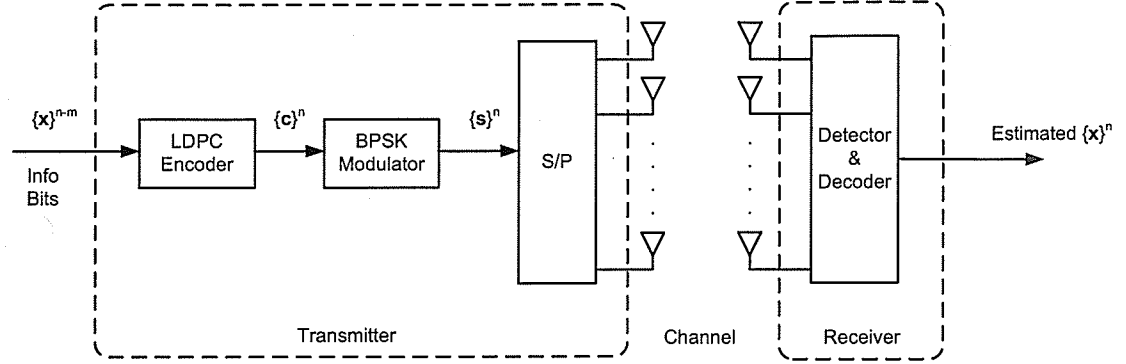 {x}ⁿ⁻ᵐ
Info
Bits
LDPC
Encoder
{c}ⁿ
BPSK
Modulator
{s}ⁿ
S/P
Detector
&
Decoder
Estimated {x}ⁿ
Transmitter
Channel
Receiver